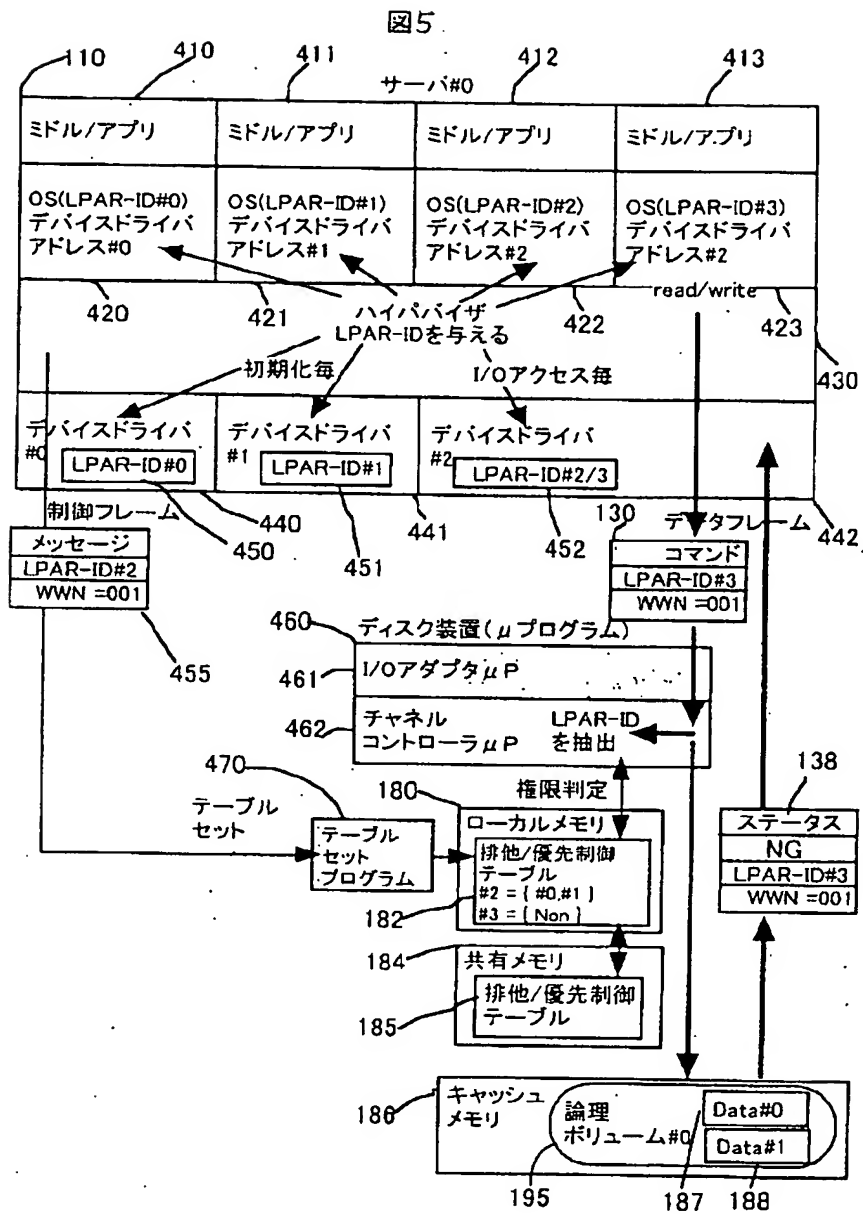 図5
110
410
411
412
413
サーバ#0
ミドル/アプリ
ミドル/アプリ
ミドル/アプリ
ミドル/アプリ
OS(LPAR-ID#0)
デバイスドライバ
アドレス#0
OS(LPAR-ID#1)
デバイスドライバ
アドレス#1
OS(LPAR-ID#2)
デバイスドライバ
アドレス#2
OS(LPAR-ID#3)
デバイスドライバ
アドレス#2
420
421
ハイパバイザ
LPAR-IDを与える
422
read/write
423
初期化毎
I/Oアクセス毎
430
デバイスドライバ
#0
LPAR-ID#0
デバイスドライバ
#1
LPAR-ID#1
デバイスドライバ
#2
LPAR-ID#2/3
制御フレーム
440
450
441
451
452
130
データフレーム
442
メッセージ
LPAR-ID#2
WWN =001
455
コマンド
LPAR-ID#3
WWN =001
460
ディスク装置(μプログラム)
461
I/OアダプタμP
462
チャネル
コントローラμP
LPAR-ID
を抽出
470
180
権限判定
138
テーブル
セット
テーブル
セット
プログラム
ローカルメモリ
排他/優先制御
テーブル
#2 = { #0,#1 }
#3 = { Non }
182
ステータス
NG
LPAR-ID#3
WWN =001
184
共有メモリ
排他/優先制御
テーブル
185
186
キャッシュ
メモリ
論理
ボリューム#0
Data#0
Data#1
195
187
188